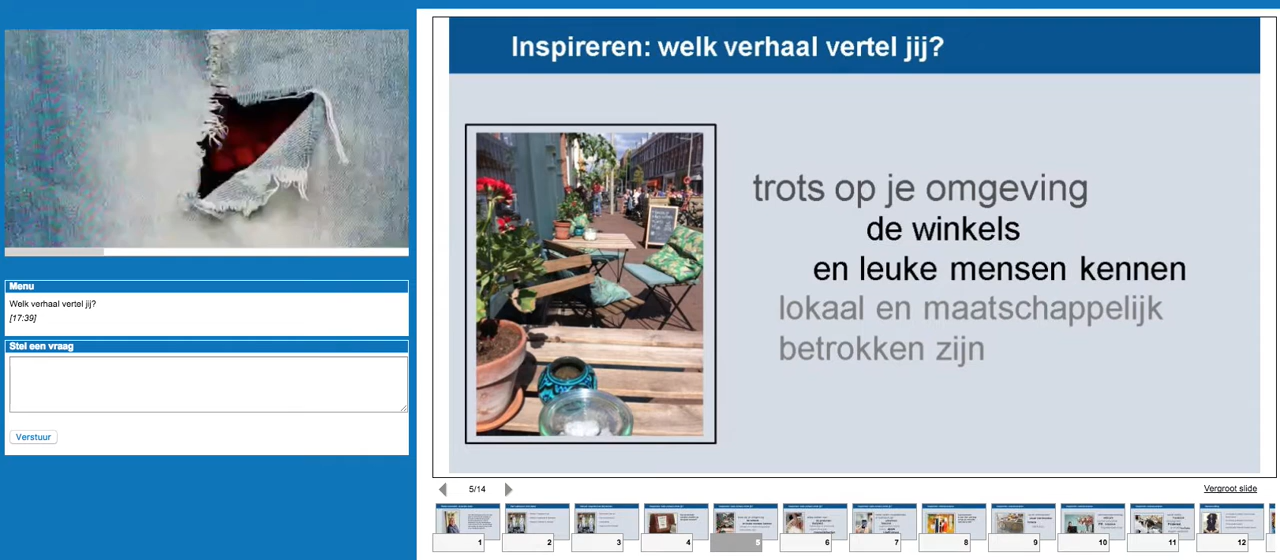 Inspireren: welk verhaal vertel jij?
trots op je omgeving
de winkels
en leuke mensen kennen
lokaal en maatschappelijk
betrokken zijn
Menu
Welk verhaal vertel jij?
[17:39]
Stel een vraag
Verstuur
5/14
Vergroot slide
1
2
3
4
5
6
7
8
9
10
11
12